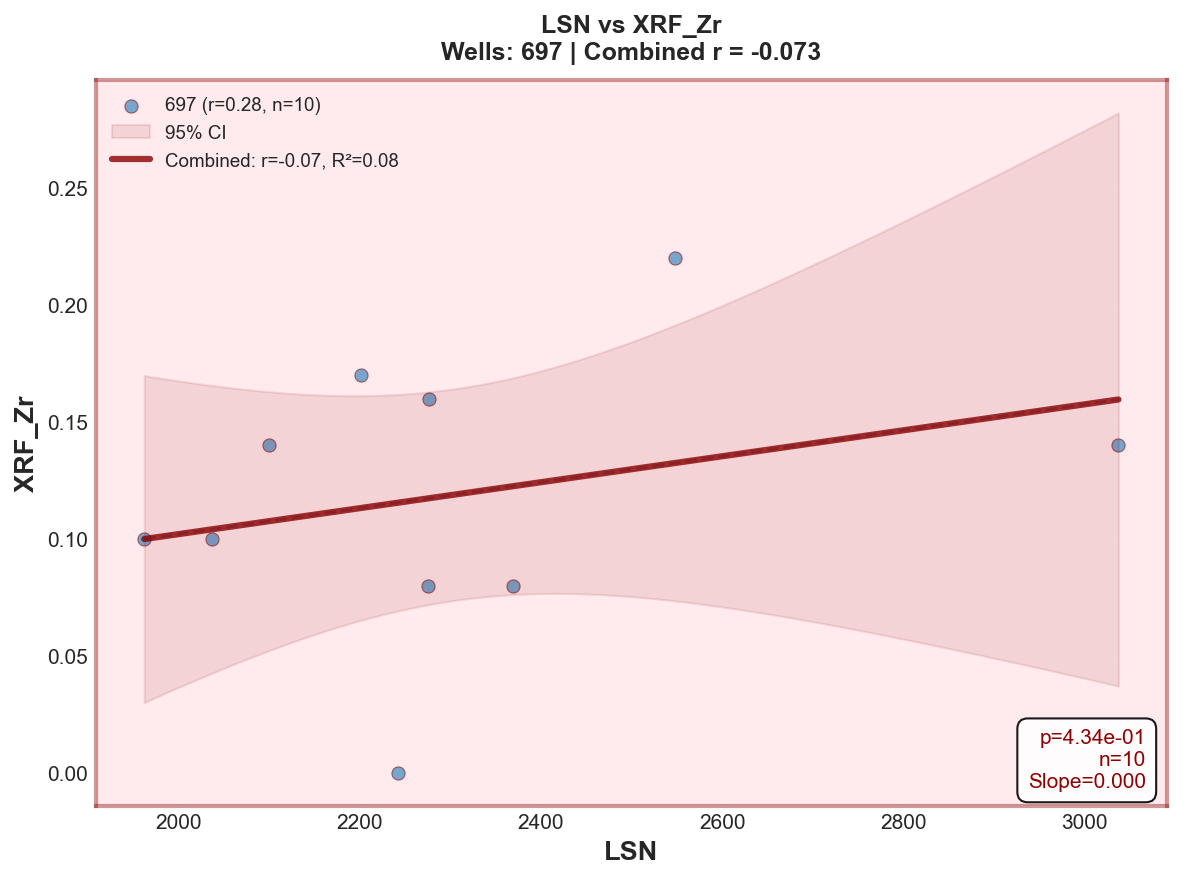 LSN vs XRF_Zr
Wells: 697 | Combined r = -0.073
697 (r=0.28, n=10)
95% CI
Combined: r=-0.07, R²=0.08
XRF_Zr
0.25
0.20
0.15
0.10
0.05
0.00
p=4.34e-01
n=10
Slope=0.000
2000 2200 2400 2600 2800 3000
LSN